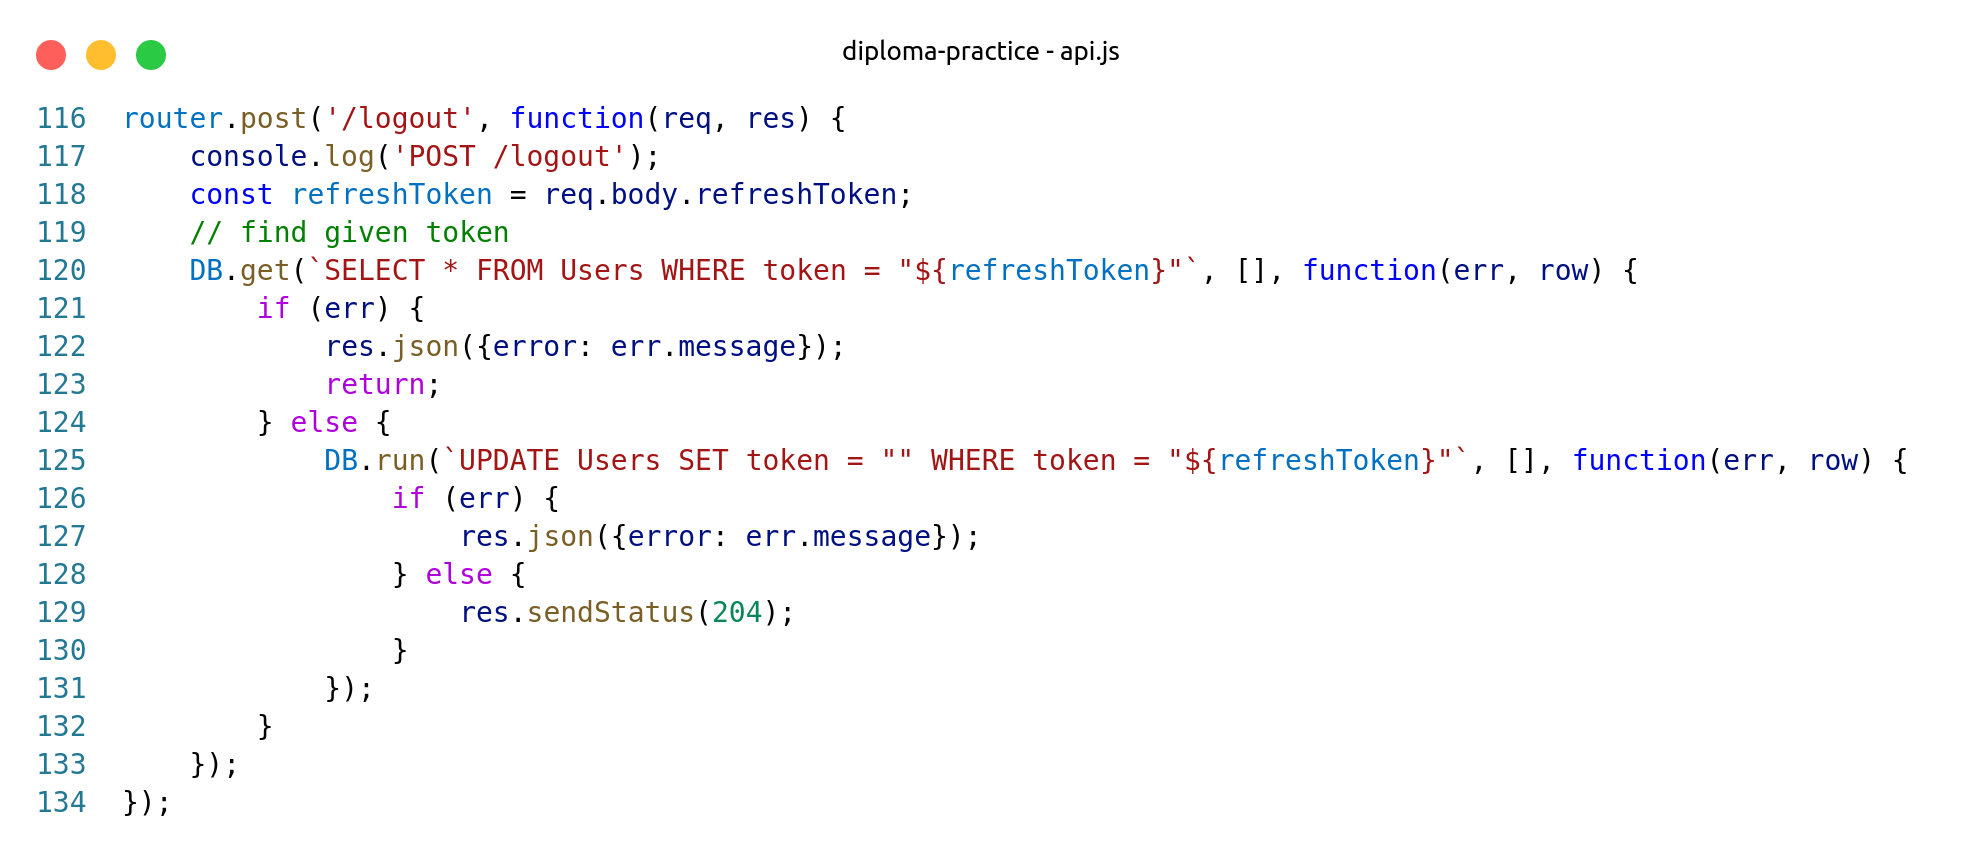 diploma-practice - api.js
116 router.post('/logout', function(req, res) {
117     console.log('POST /logout');
118     const refreshToken = req.body.refreshToken;
119     // find given token
120     DB.get(`SELECT * FROM Users WHERE token = "${refreshToken}"`, [], function(err, row) {
121         if (err) {
122             res.json({error: err.message});
123             return;
124         } else {
125             DB.run(`UPDATE Users SET token = "" WHERE token = "${refreshToken}"`, [], function(err, row) {
126                 if (err) {
127                     res.json({error: err.message});
128                 } else {
129                     res.sendStatus(204);
130                 }
131             });
132         }
133     });
134 });